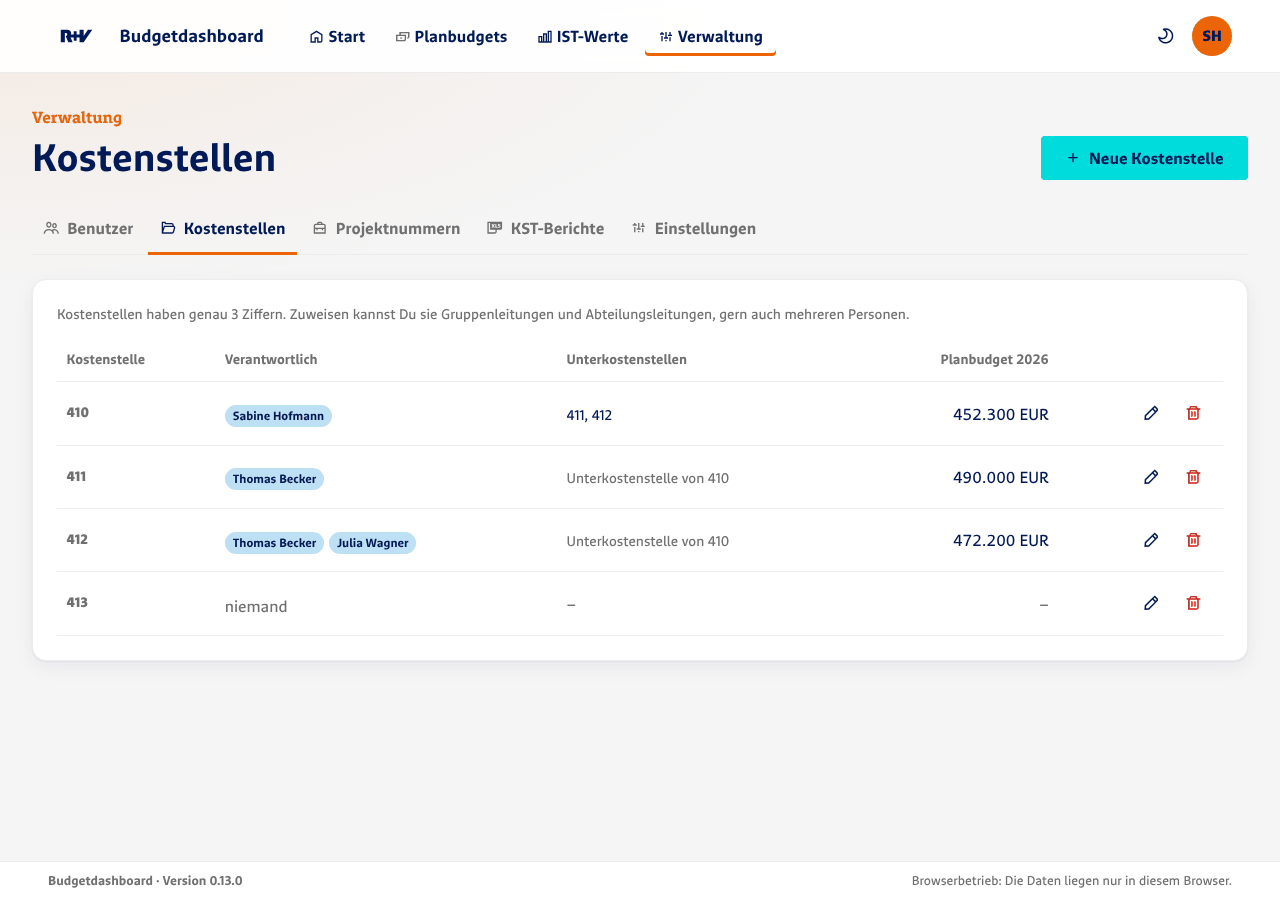 R+V Budgetdashboard Start Planbudgets IST-Werte Verwaltung SH
Verwaltung
Kostenstellen
+ Neue Kostenstelle
Benutzer Kostenstellen Projektnummern KST-Berichte Einstellungen
Kostenstellen haben genau 3 Ziffern. Zuweisen kannst Du sie Gruppenleitungen und Abteilungsleitungen, gern auch mehreren Personen.
Kostenstelle Verantwortlich Unterkostenstellen Planbudget 2026
410 Sabine Hofmann 411, 412 452.300 EUR
411 Thomas Becker Unterkostenstelle von 410 490.000 EUR
412 Thomas Becker Julia Wagner Unterkostenstelle von 410 472.200 EUR
413 niemand – –
Budgetdashboard · Version 0.13.0 Browserbetrieb: Die Daten liegen nur in diesem Browser.